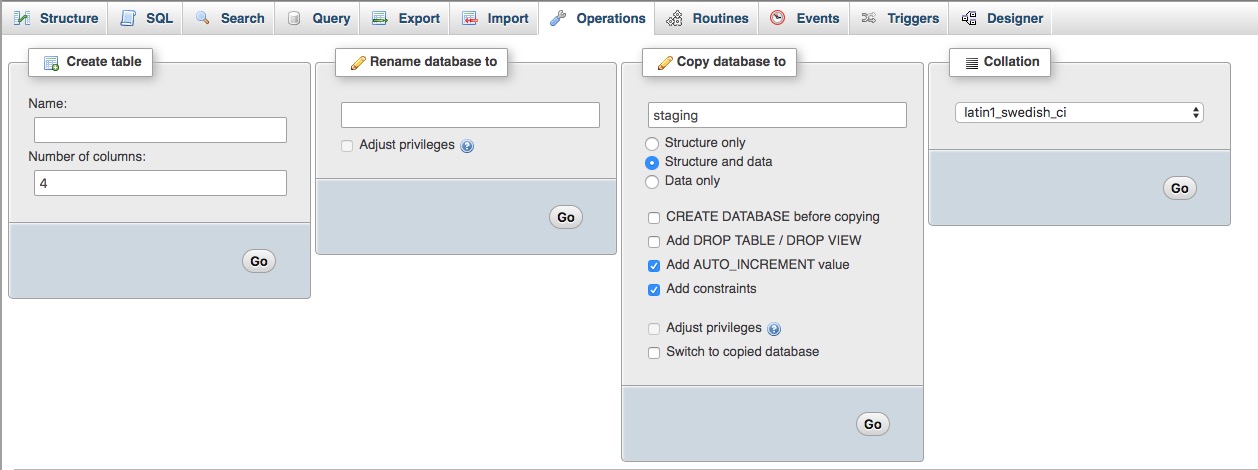 Structure SQL Search Query Export Import Operations Routines Events Triggers Designer
Create table
Name:
Number of columns:
4
Go
Rename database to
Adjust privileges
Go
Copy database to
staging
Structure only
Structure and data
Data only
CREATE DATABASE before copying
Add DROP TABLE / DROP VIEW
Add AUTO_INCREMENT value
Add constraints
Adjust privileges
Switch to copied database
Go
Collation
latin1_swedish_ci
Go